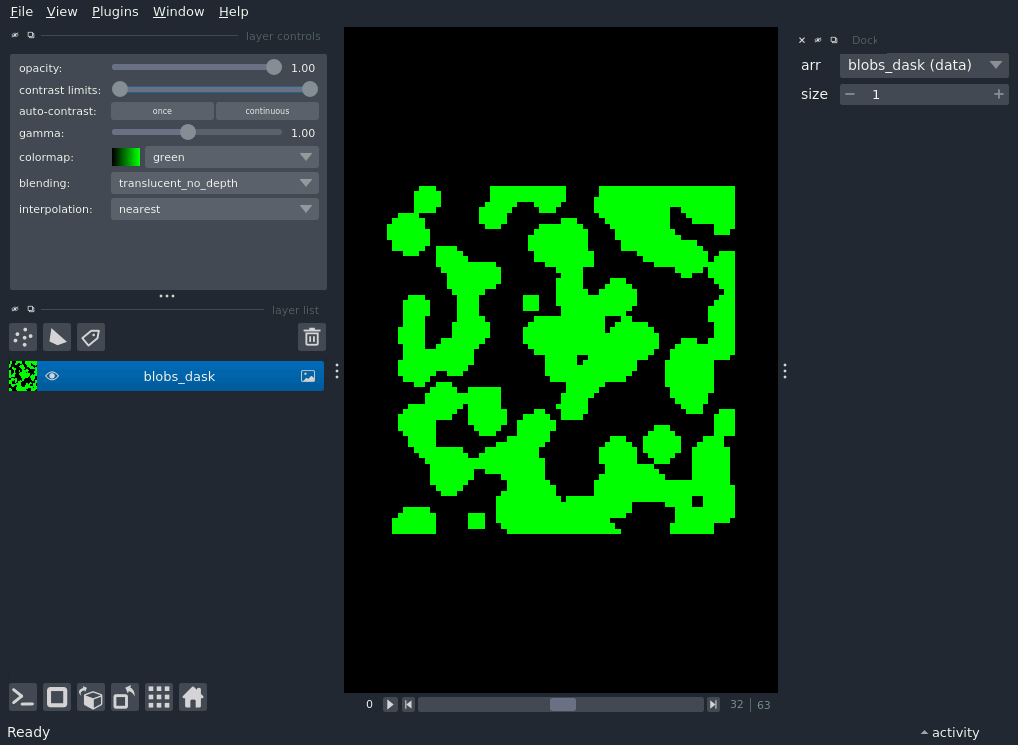 File View Plugins Window Help
layer controls
opacity: 1.00
contrast limits:
auto-contrast: once continuous
gamma: 1.00
colormap: green
blending: translucent_no_depth
interpolation: nearest
layer list
blobs_dask
0 32 | 63
Dock
arr blobs_dask (data)
size 1
Ready
activity